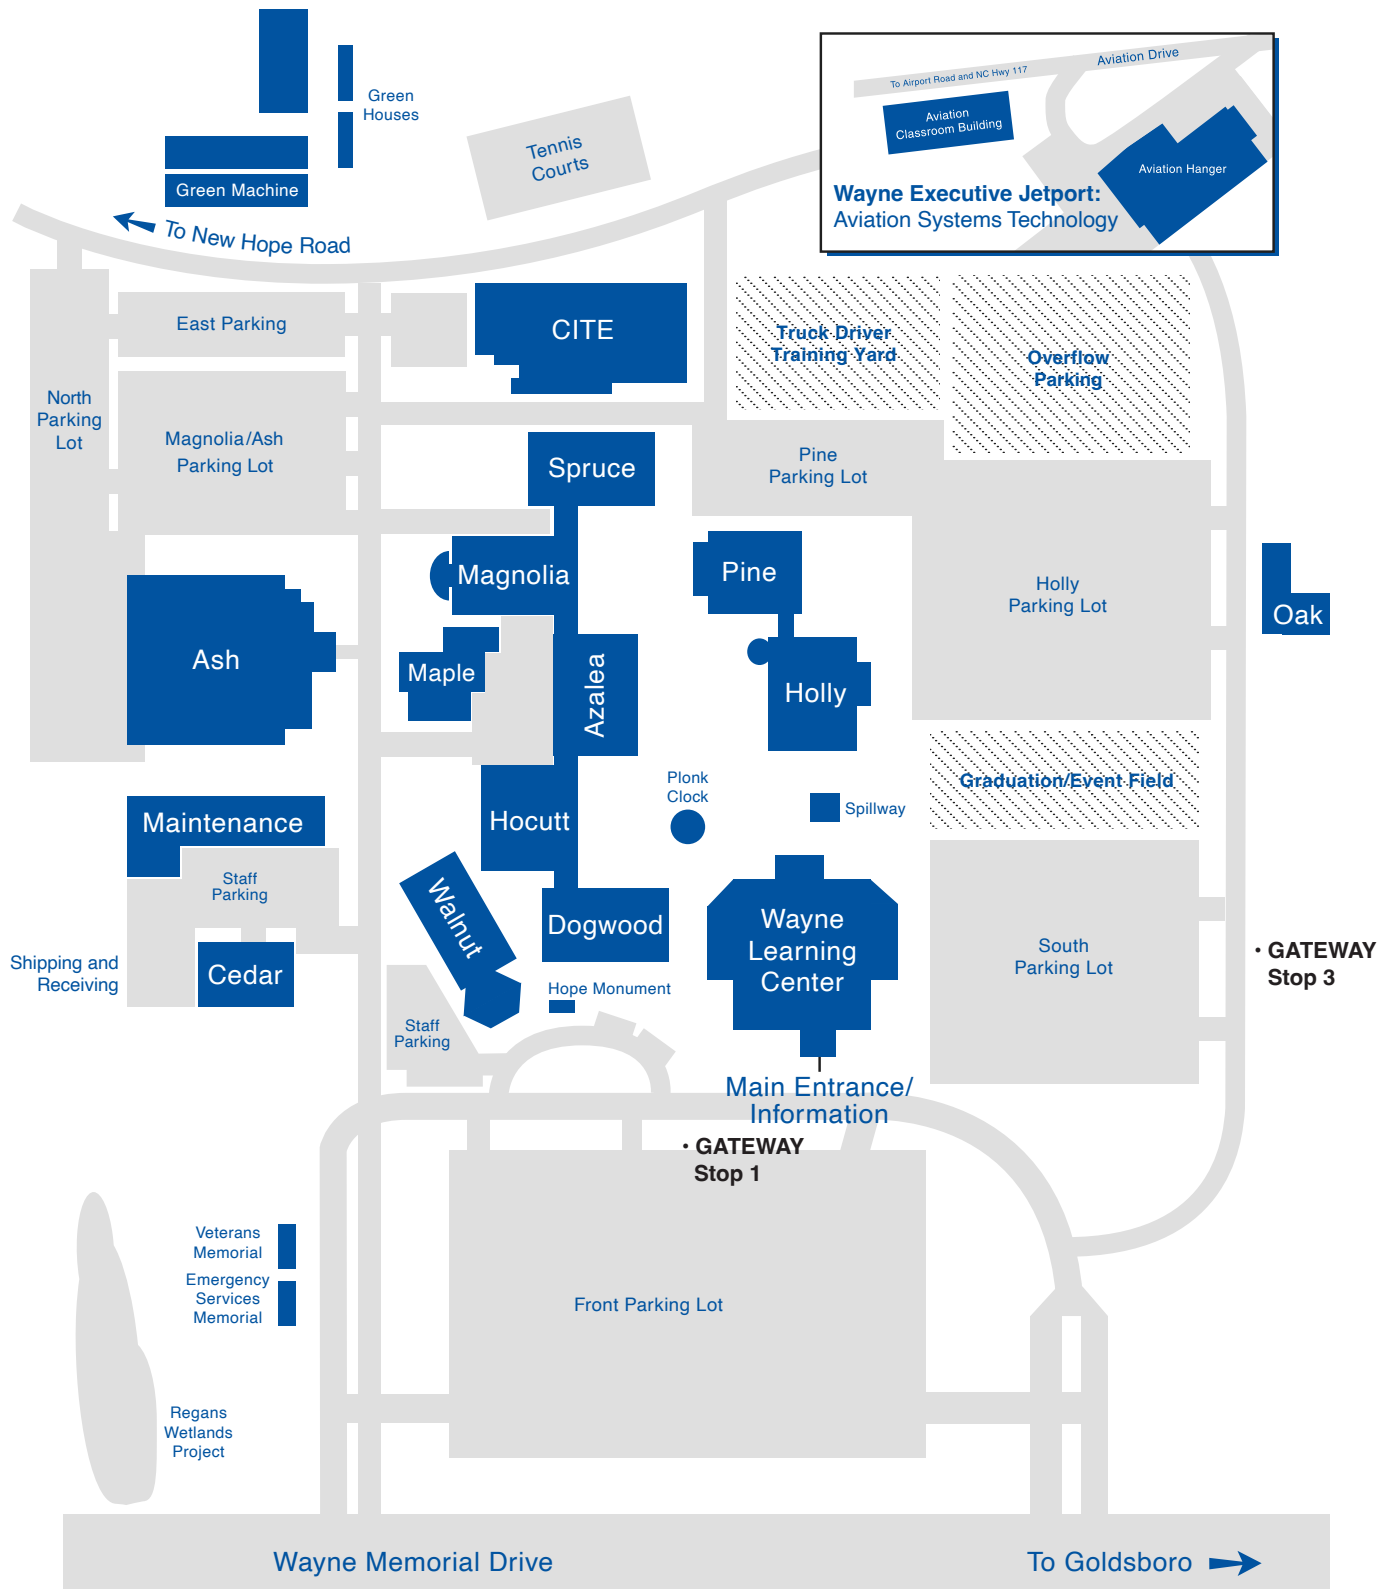 Green
Houses
Green Machine
To New Hope Road
Tennis
Courts
To Airport Road and NC Hwy 117
Aviation Drive
Aviation
Classroom Building
Aviation Hanger
Wayne Executive Jetport:
Aviation Systems Technology
East Parking
CITE
Truck Driver
Training Yard
Overflow
Parking
North
Parking
Lot
Magnolia/Ash
Parking Lot
Spruce
Pine
Parking Lot
Magnolia
Pine
Holly
Parking Lot
Oak
Ash
Maple
Azalea
Holly
Plonk
Clock
Graduation/Event Field
Spillway
Maintenance
Hocutt
Staff
Parking
Walnut
Dogwood
Wayne
Learning
Center
South
Parking Lot
• GATEWAY
Stop 3
Shipping and
Receiving
Cedar
Hope Monument
Staff
Parking
Main Entrance/
Information
• GATEWAY
Stop 1
Veterans
Memorial
Emergency
Services
Memorial
Front Parking Lot
Regans
Wetlands
Project
Wayne Memorial Drive
To Goldsboro